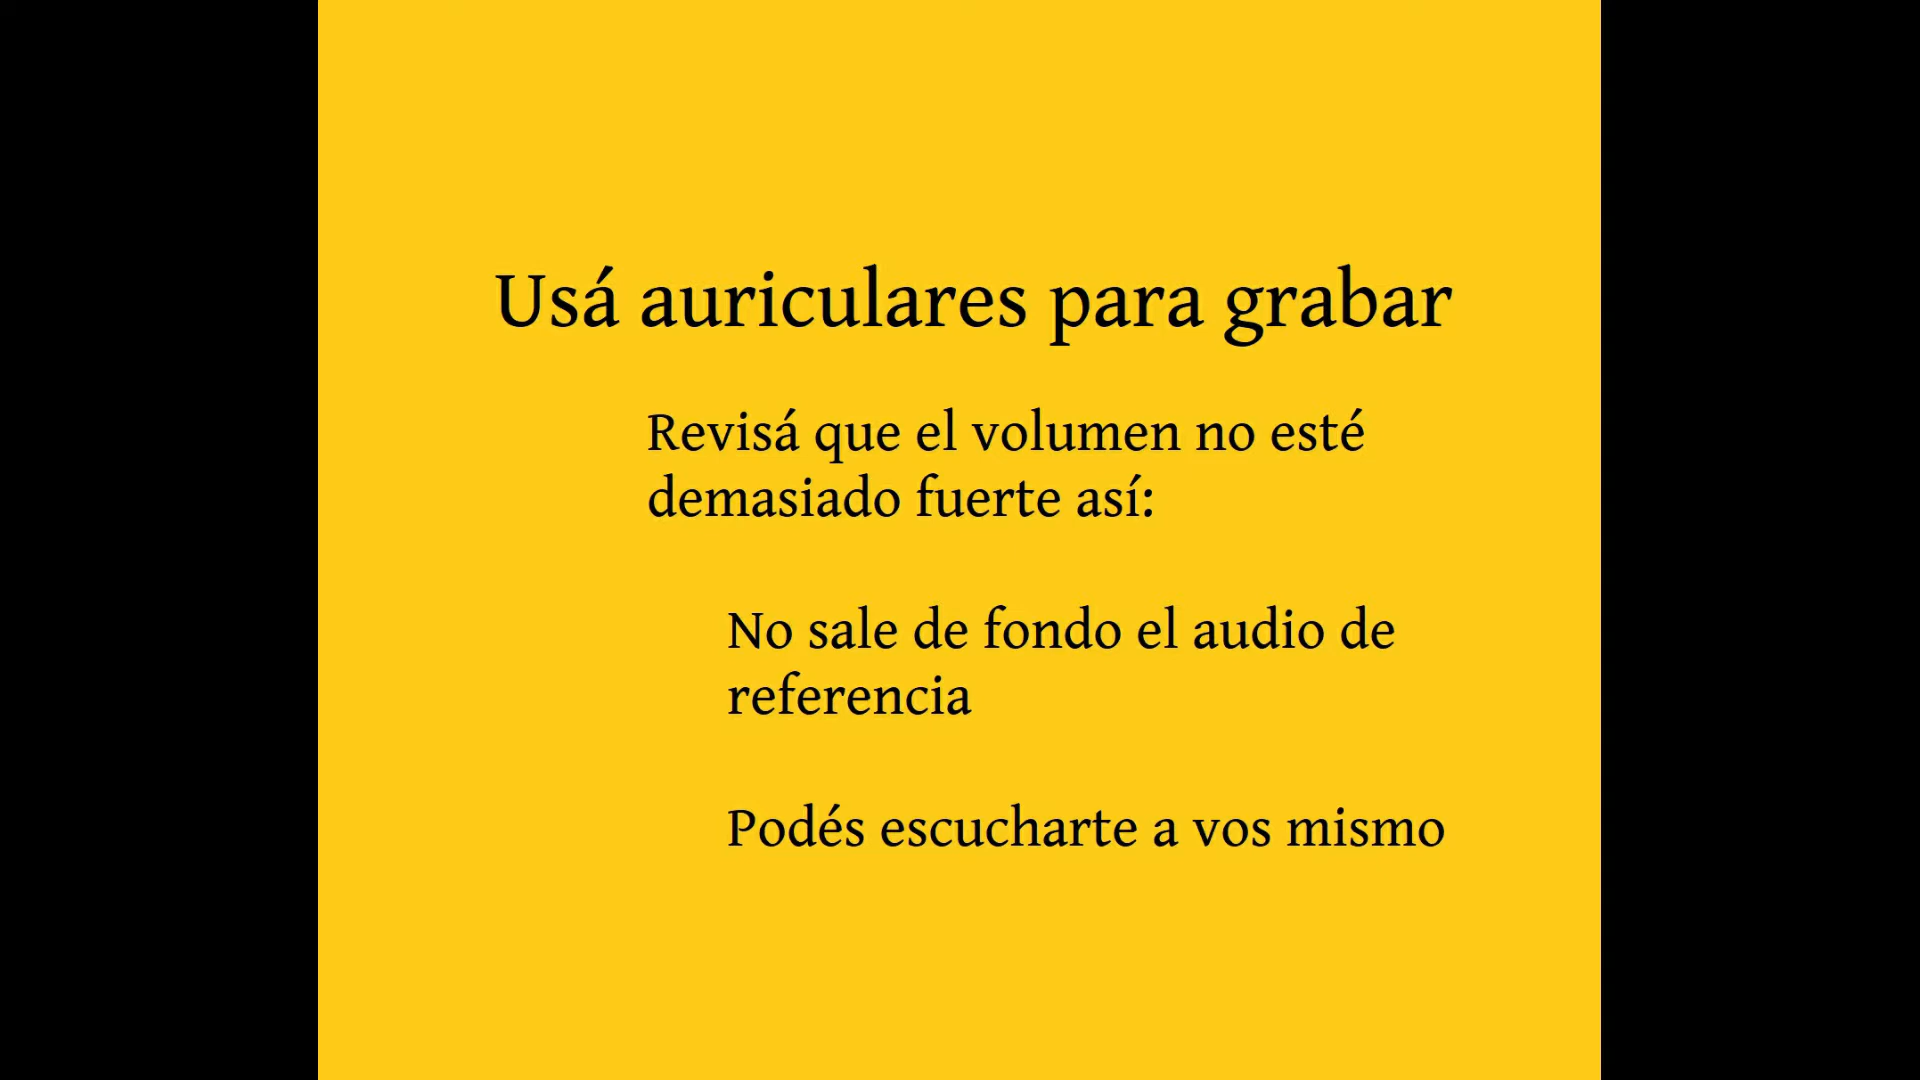 Usá auriculares para grabar
Revisá que el volumen no esté
demasiado fuerte así:
No sale de fondo el audio de
referencia
Podés escucharte a vos mismo